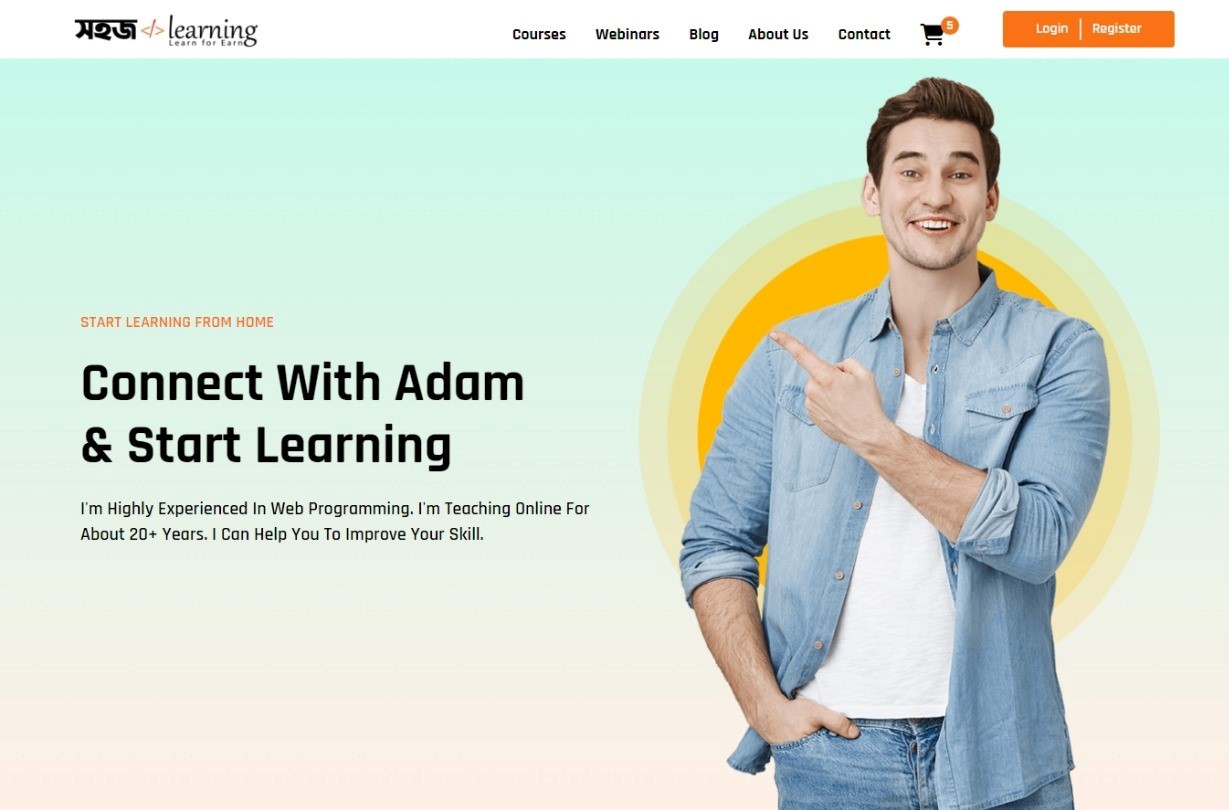 সহজ </> learning
Learn for Earn
Courses
Webinars
Blog
About Us
Contact
5
Login | Register
START LEARNING FROM HOME
Connect With Adam
& Start Learning
I'm Highly Experienced In Web Programming. I'm Teaching Online For
About 20+ Years. I Can Help You To Improve Your Skill.